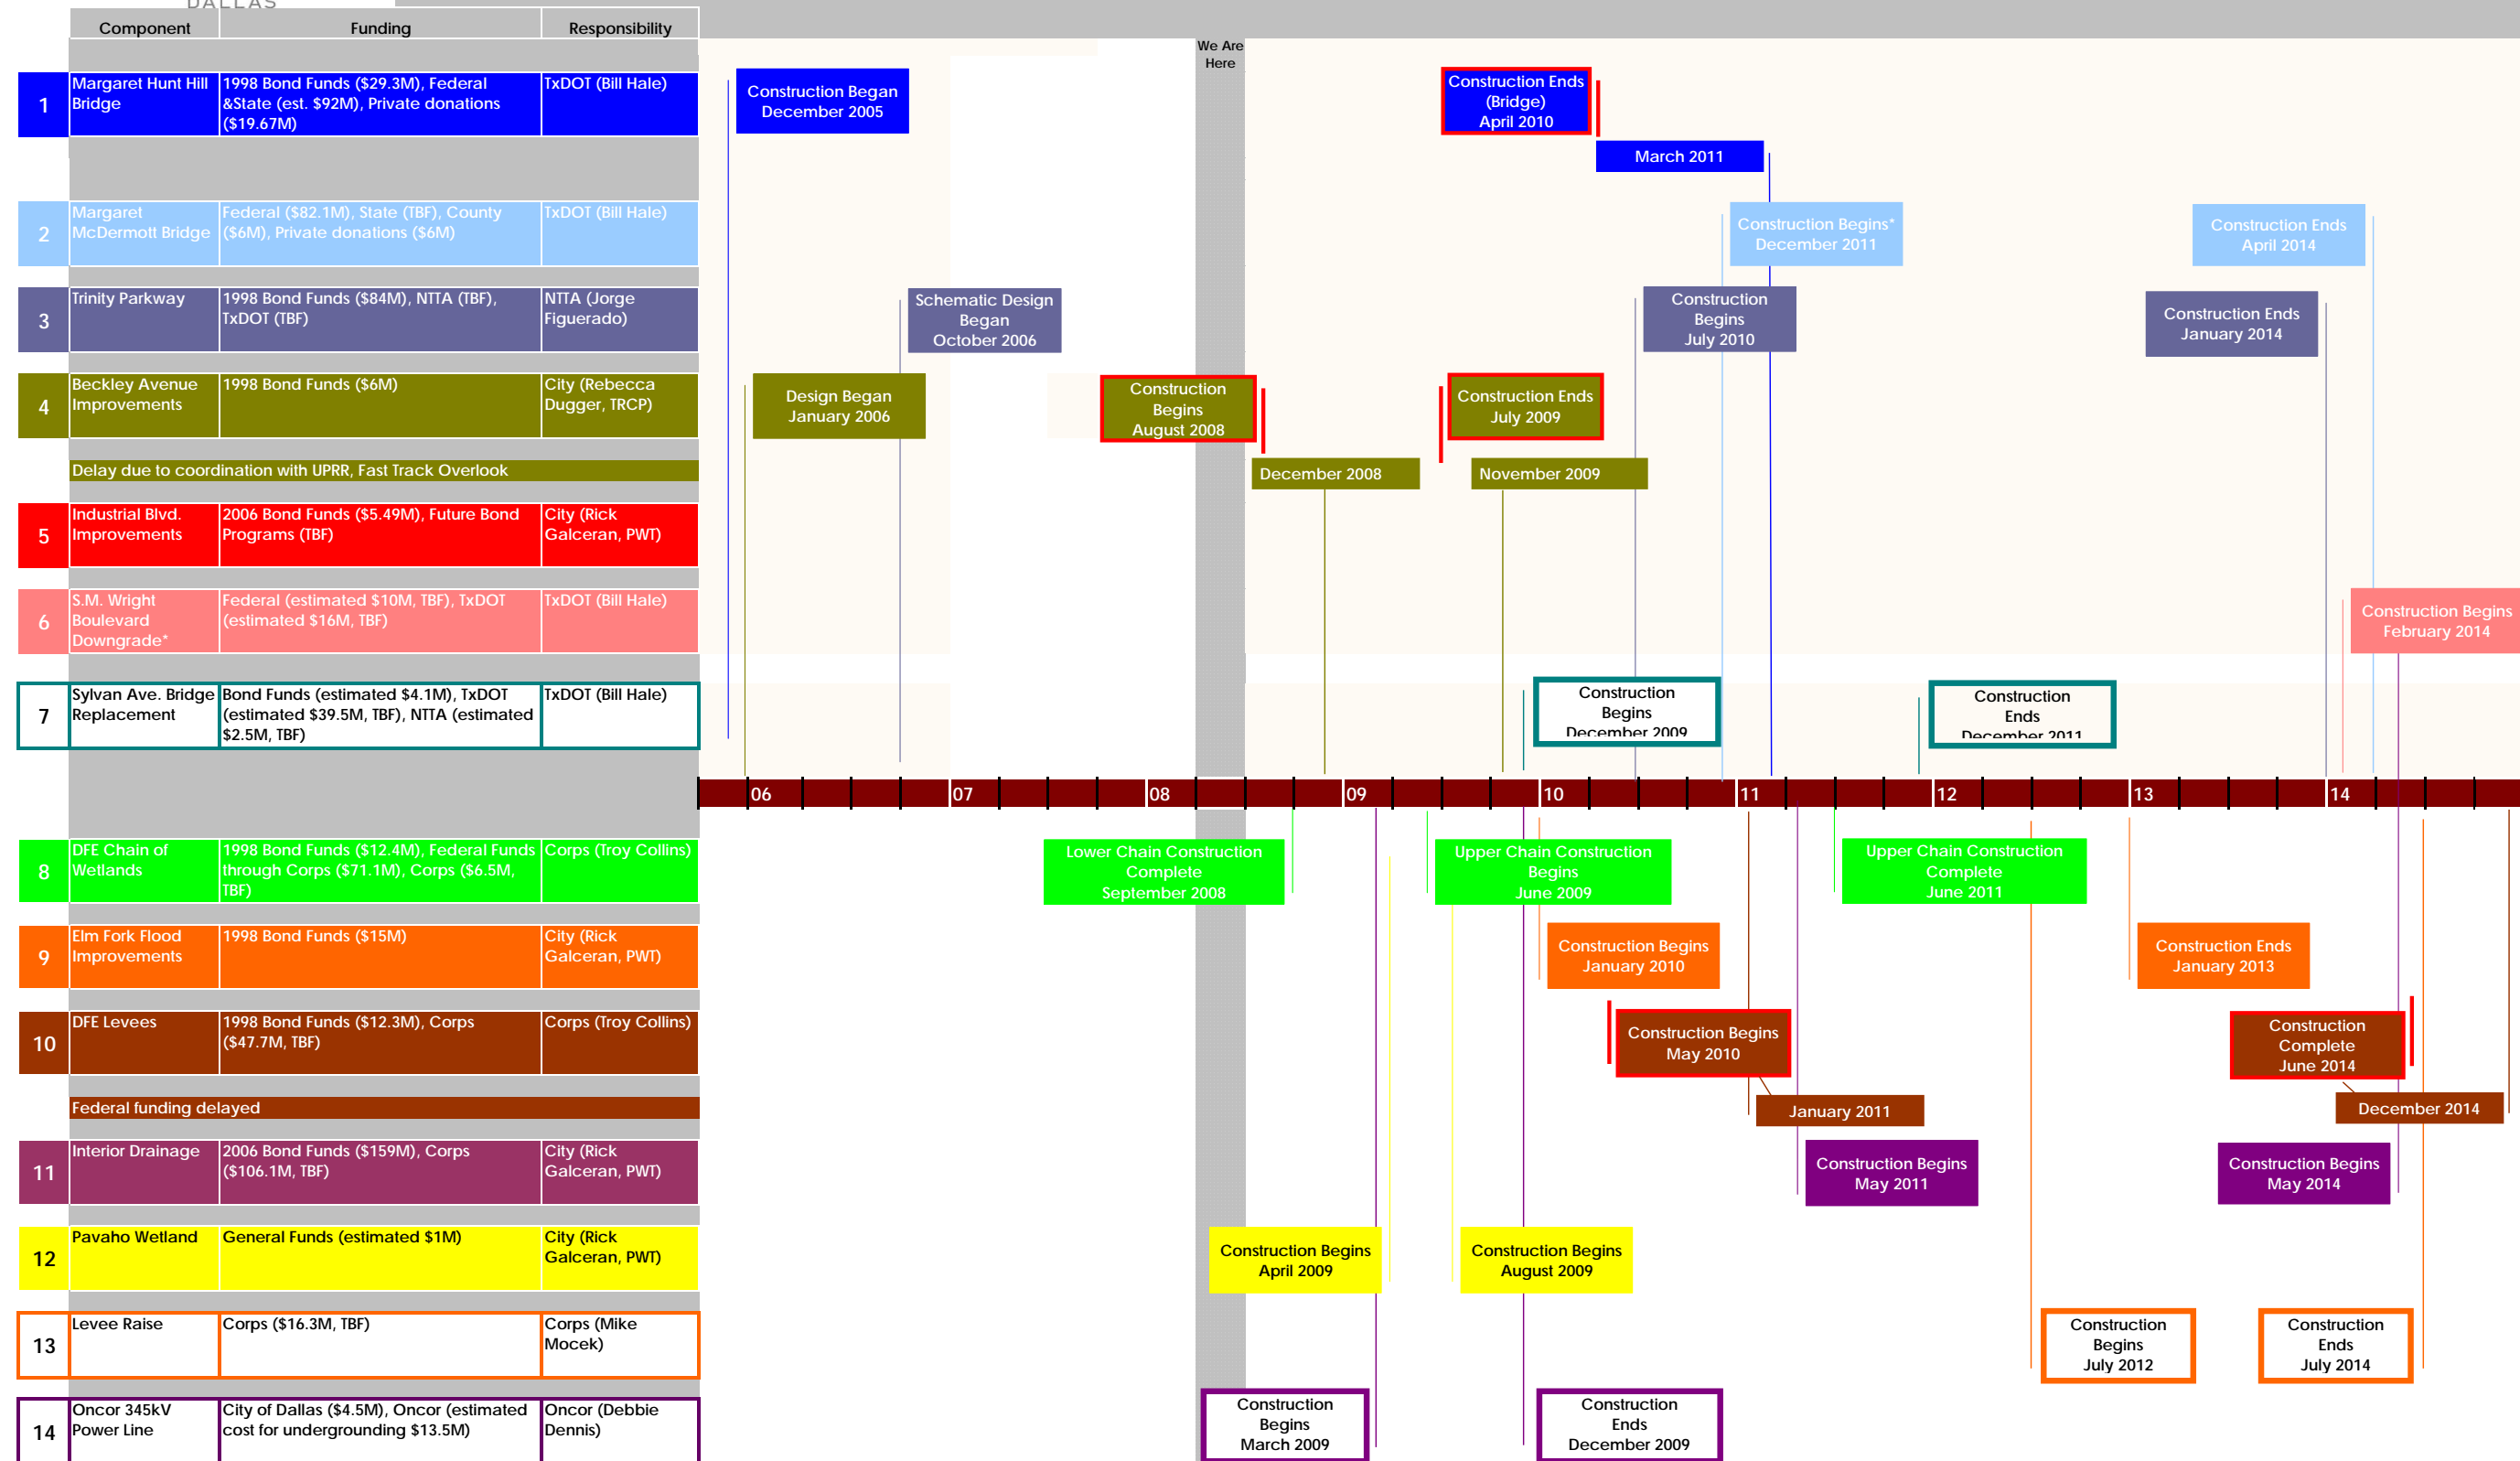 DALLAS
Component Funding Responsibility
We Are
Here
1
Margaret Hunt Hill
Bridge
1998 Bond Funds ($29.3M), Federal
&State (est. $92M), Private donations
($19.67M)
TxDOT (Bill Hale)
Construction Began
December 2005
Construction Ends
(Bridge)
April 2010
March 2011
2
Margaret
McDermott Bridge
Federal ($82.1M), State (TBF), County
($6M), Private donations ($6M)
TxDOT (Bill Hale)
Construction Begins*
December 2011
Construction Ends
April 2014
3
Trinity Parkway
1998 Bond Funds ($84M), NTTA (TBF),
TxDOT (TBF)
NTTA (Jorge
Figuerado)
Schematic Design
Began
October 2006
Construction
Begins
July 2010
Construction Ends
January 2014
4
Beckley Avenue
Improvements
1998 Bond Funds ($6M)
City (Rebecca
Dugger, TRCP)
Design Began
January 2006
Construction
Begins
August 2008
Construction Ends
July 2009
Delay due to coordination with UPRR, Fast Track Overlook
December 2008
November 2009
5
Industrial Blvd.
Improvements
2006 Bond Funds ($5.49M), Future Bond
Programs (TBF)
City (Rick
Galceran, PWT)
6
S.M. Wright
Boulevard
Downgrade*
Federal (estimated $10M, TBF), TxDOT
(estimated $16M, TBF)
TxDOT (Bill Hale)
Construction Begins
February 2014
7
Sylvan Ave. Bridge
Replacement
Bond Funds (estimated $4.1M), TxDOT
(estimated $39.5M, TBF), NTTA (estimated
$2.5M, TBF)
TxDOT (Bill Hale)
Construction
Begins
December 2009
Construction
Ends
December 2011
06 07 08 09 10 11 12 13 14
8
DFE Chain of
Wetlands
1998 Bond Funds ($12.4M), Federal Funds
through Corps ($71.1M), Corps ($6.5M,
TBF)
Corps (Troy Collins)
Lower Chain Construction
Complete
September 2008
Upper Chain Construction
Begins
June 2009
Upper Chain Construction
Complete
June 2011
9
Elm Fork Flood
Improvements
1998 Bond Funds ($15M)
City (Rick
Galceran, PWT)
Construction Begins
January 2010
Construction Ends
January 2013
10
DFE Levees
1998 Bond Funds ($12.3M), Corps
($47.7M, TBF)
Corps (Troy Collins)
Construction Begins
May 2010
Construction
Complete
June 2014
Federal funding delayed
January 2011
December 2014
11
Interior Drainage
2006 Bond Funds ($159M), Corps
($106.1M, TBF)
City (Rick
Galceran, PWT)
Construction Begins
May 2011
Construction Begins
May 2014
12
Pavaho Wetland
General Funds (estimated $1M)
City (Rick
Galceran, PWT)
Construction Begins
April 2009
Construction Begins
August 2009
13
Levee Raise
Corps ($16.3M, TBF)
Corps (Mike
Mocek)
Construction
Begins
July 2012
Construction
Ends
July 2014
14
Oncor 345kV
Power Line
City of Dallas ($4.5M), Oncor (estimated
cost for undergrounding $13.5M)
Oncor (Debbie
Dennis)
Construction
Begins
March 2009
Construction
Ends
December 2009